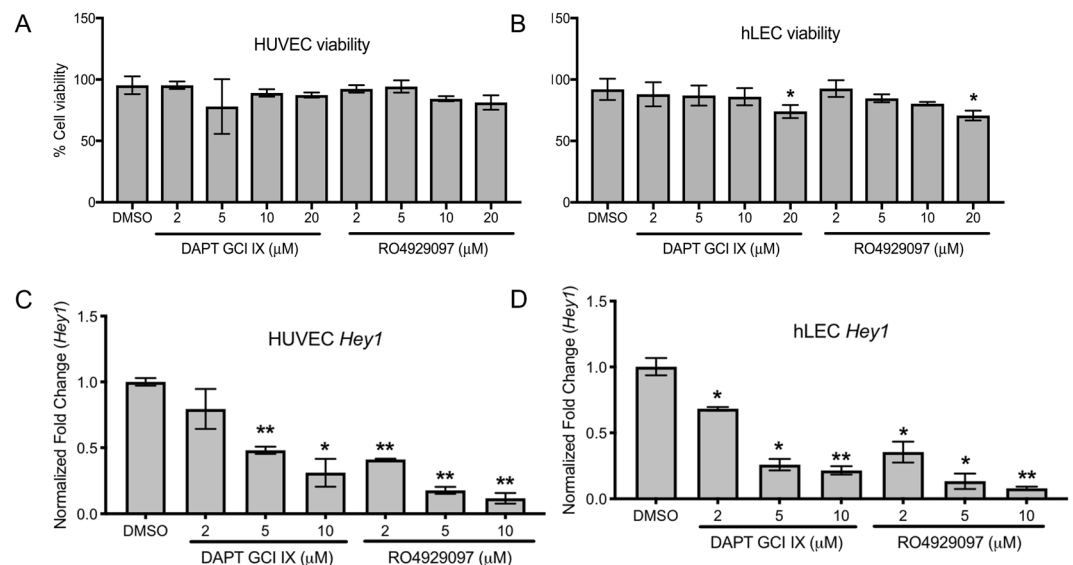 A
HUVEC viability
% Cell viability
150
100
50
0
DMSO 2 5 10 20 2 5 10 20
DAPT GCI IX (μM) RO4929097 (μM)
B
hLEC viability
150
100
50
0
* *
DMSO 2 5 10 20 2 5 10 20
DAPT GCI IX (μM) RO4929097 (μM)
C
HUVEC Hey1
Normalized Fold Change (Hey1)
1.5
1.0
0.5
0.0
** * ** ** **
DMSO 2 5 10 2 5 10
DAPT GCI IX (μM) RO4929097 (μM)
D
hLEC Hey1
Normalized Fold Change (Hey1)
1.5
1.0
0.5
0.0
* * ** * * **
DMSO 2 5 10 2 5 10
DAPT GCI IX (μM) RO4929097 (μM)